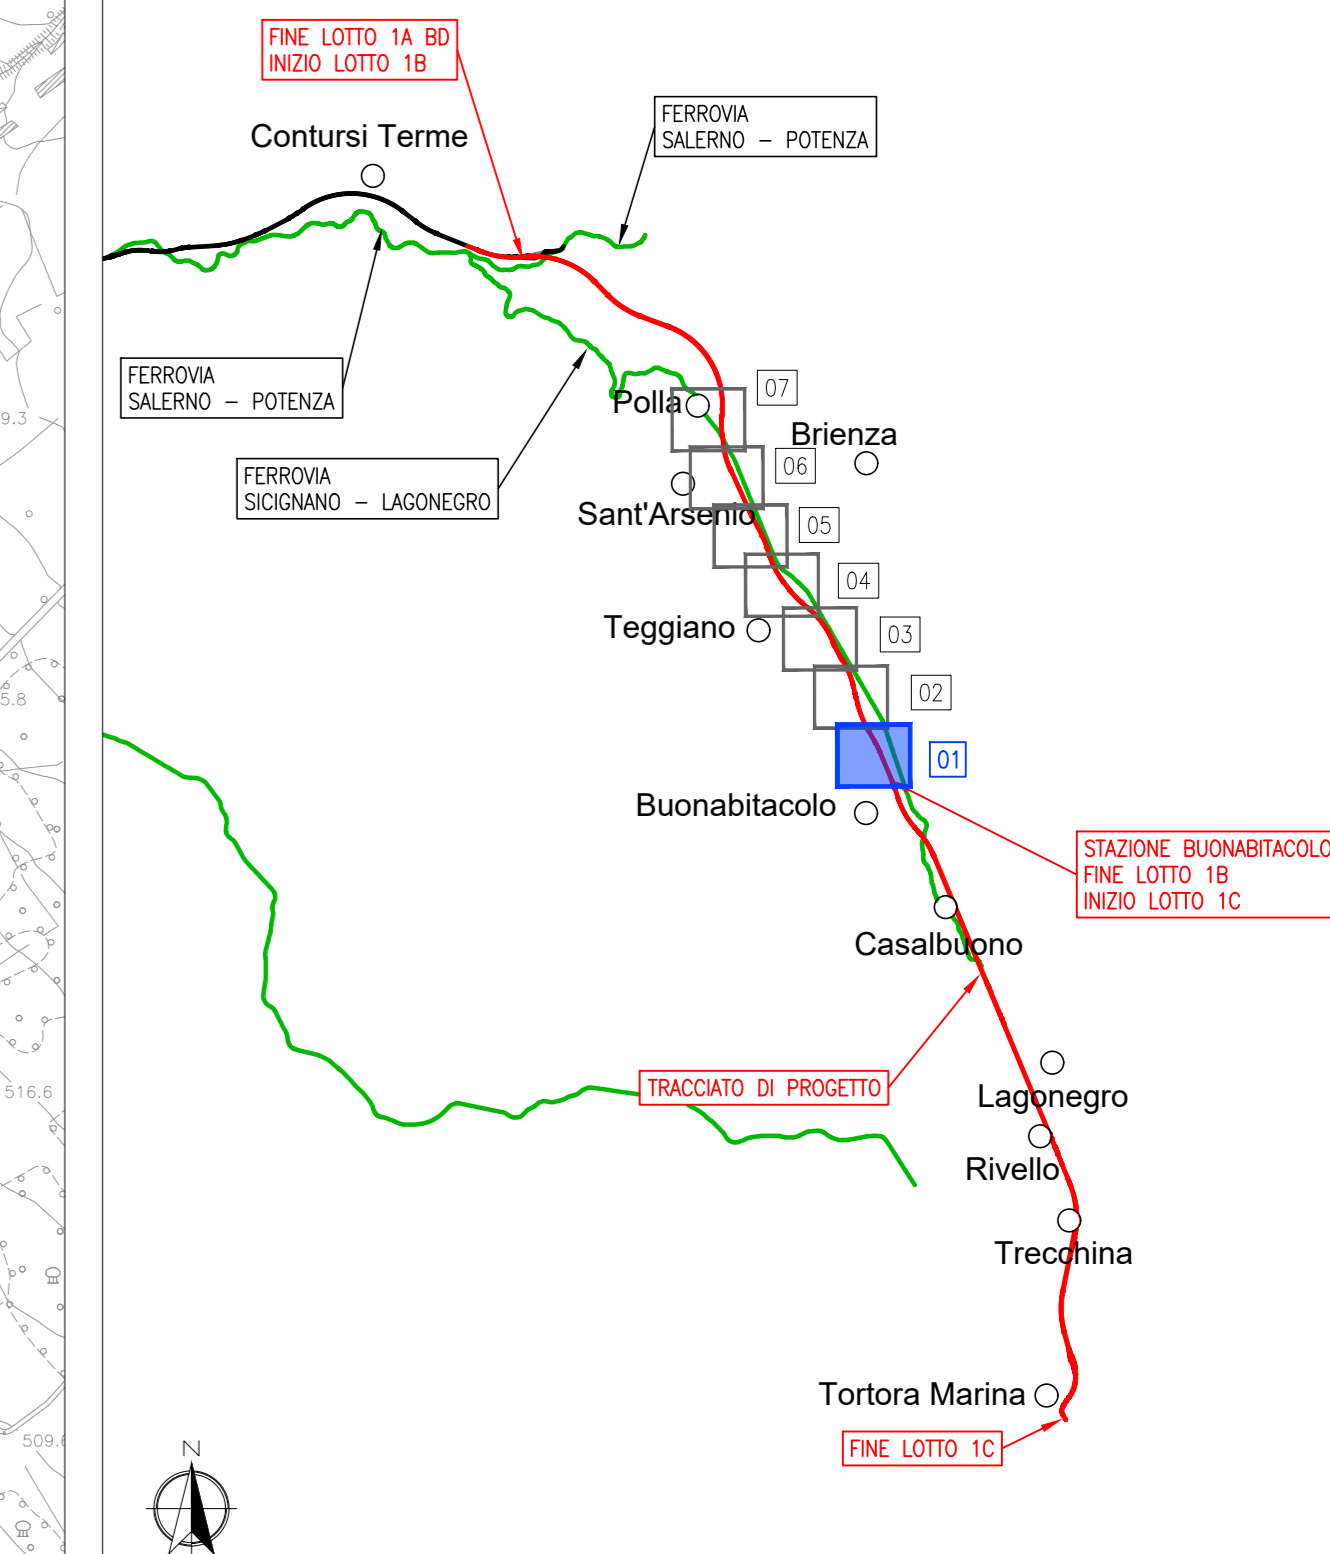 FINE LOTTO 1A BD
INIZIO LOTTO 1B
FERROVIA
SALERNO – POTENZA
Contursi Terme
FERROVIA
SALERNO – POTENZA
07
Polla
9.3
Brienza
06
FERROVIA
SICIGNANO – LAGONEGRO
Sant'Arsenio
05
04
Teggiano
03
02
5.8
01
Buonabitacolo
STAZIONE BUONABITACOLO
FINE LOTTO 1B
INIZIO LOTTO 1C
Casalbuono
TRACCIATO DI PROGETTO
516.6
Lagonegro
Rivello
Trecchina
Tortora Marina
509.6
FINE LOTTO 1C
N